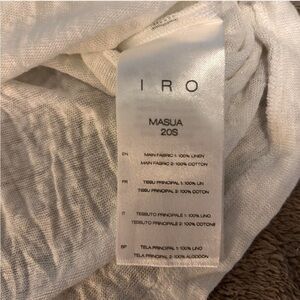 IRO
MASUA
20S
EN
MAIN FABRIC 1: 100% LINEN
MAIN FABRIC 2: 100% COTTON
FR
TISSU PRINCIPAL 1: 100% LIN
TISSU PRINCIPAL 2: 100% COTON
IT
TESSUTO PRINCIPALE 1: 100% LINO
TESSUTO PRINCIPALE 2: 100% COTONE
SP
TELA PRINCIPAL 1: 100% LINO
TELA PRINCIPAL 2: 100% ALGODÓN